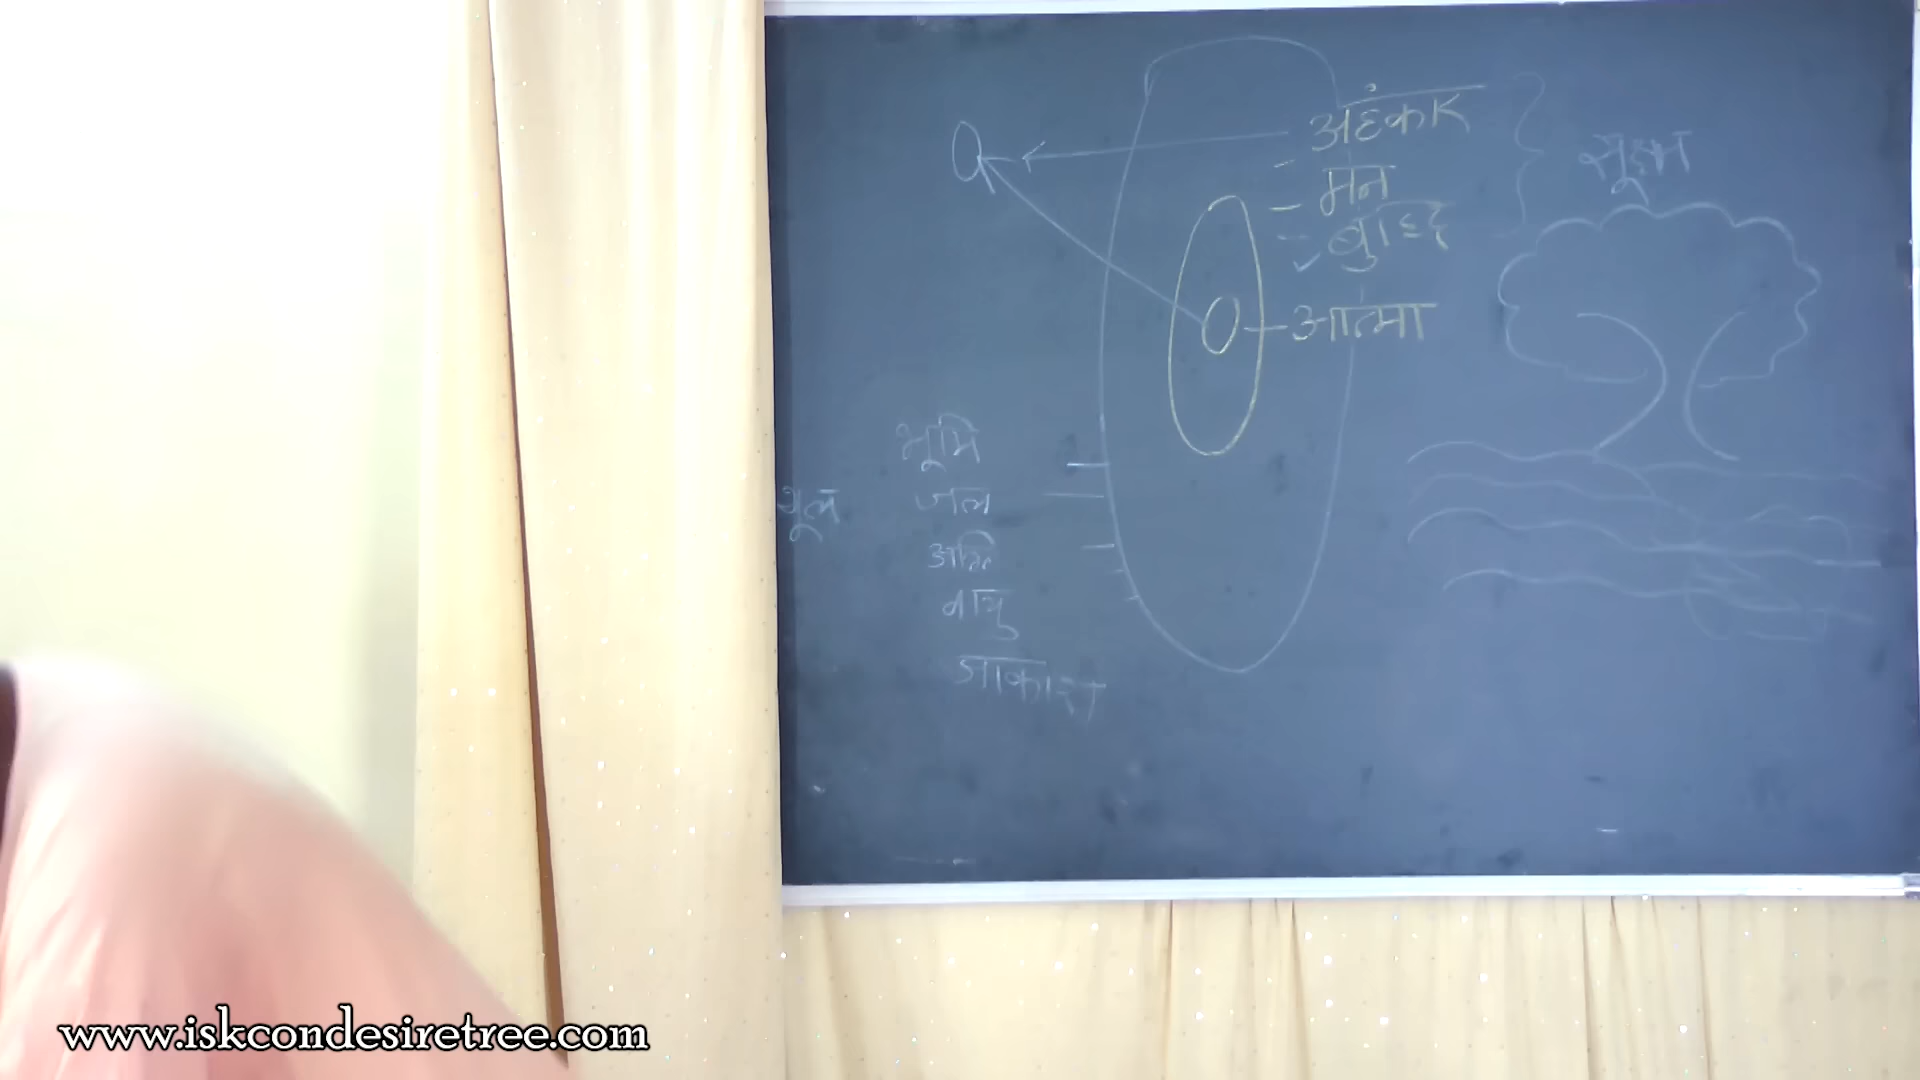 अहंकार
सूक्ष्म
मन
बुद्धि
आत्मा
भूमि
जल
अग्नि
वायु
आकाश
www.iskcondesiretree.com